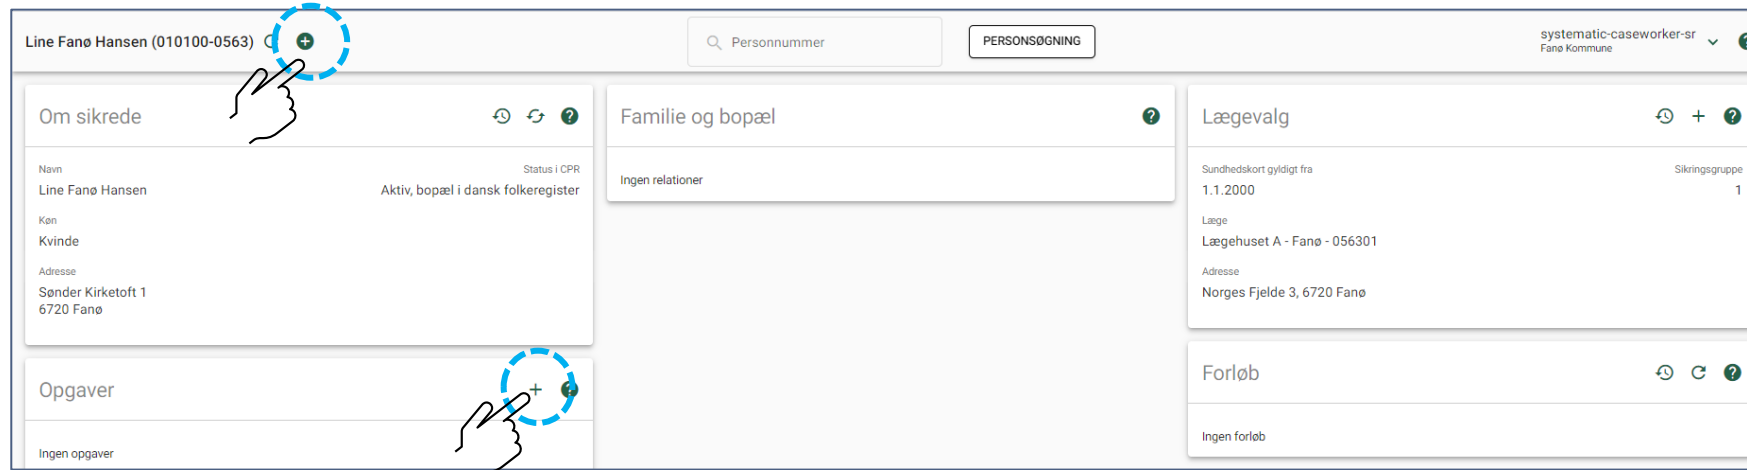 Line Fanø Hansen (010100-0563)
Personnummer
PERSONSØGNING
systematic-caseworker-sr
Fanø Kommune
Om sikrede
Navn
Status i CPR
Line Fanø Hansen
Aktiv, bopæl i dansk folkeregister
Køn
Kvinde
Adresse
Sønder Kirketoft 1
6720 Fanø
Opgaver
Ingen opgaver
Familie og bopæl
Ingen relationer
Lægevalg
Sundhedskort gyldigt fra
Sikringsgruppe
1.1.2000
1
Læge
Lægehuset A - Fanø - 056301
Adresse
Norges Fjelde 3, 6720 Fanø
Forløb
Ingen forløb